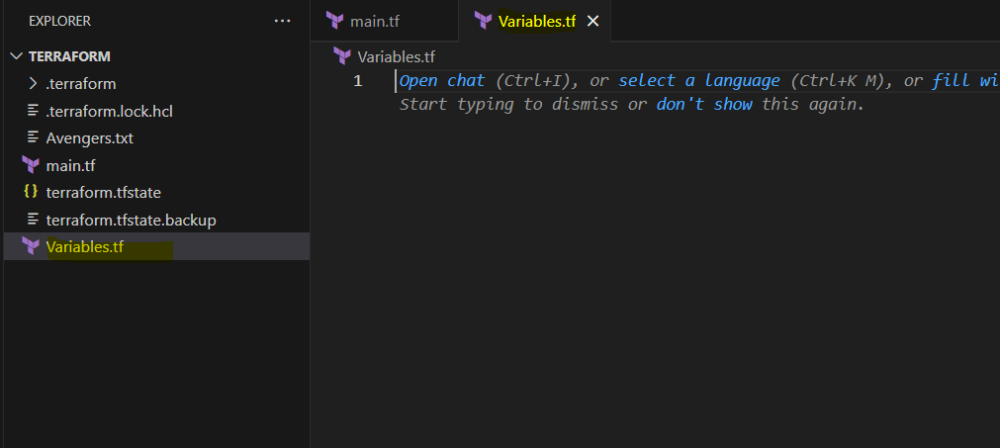 EXPLORER
TERRAFORM
.terraform
.terraform.lock.hcl
Avengers.txt
main.tf
terraform.tfstate
terraform.tfstate.backup
Variables.tf
main.tf
Variables.tf
Variables.tf
1
Open chat (Ctrl+I), or select a language (Ctrl+K M), or fill wi
Start typing to dismiss or don't show this again.